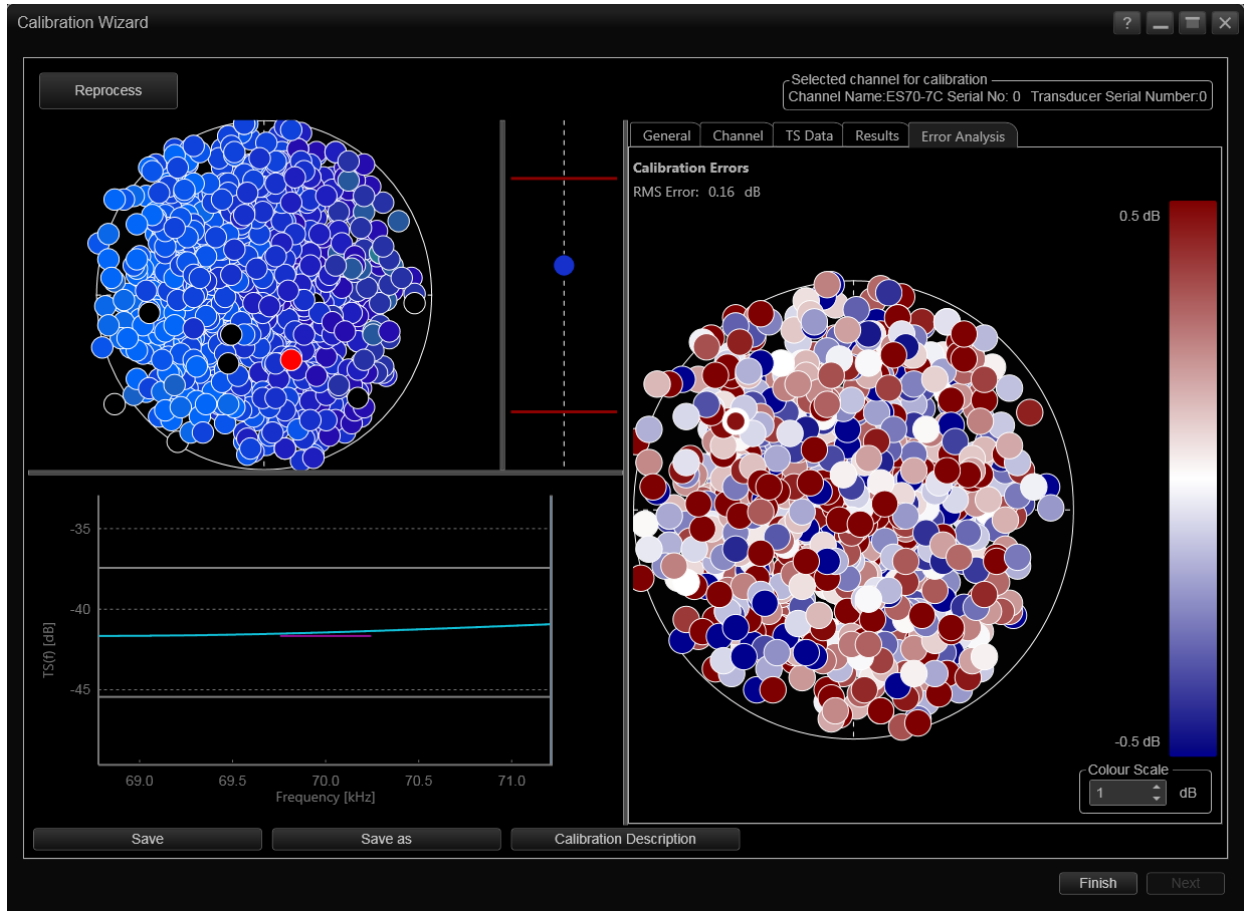 Calibration Wizard
?
Reprocess
Selected channel for calibration
Channel Name:ES70-7C Serial No: 0 Transducer Serial Number:0
General Channel TS Data Results Error Analysis
Calibration Errors
RMS Error: 0.16 dB
0.5 dB
-0.5 dB
Colour Scale
1 dB
-35
-40
-45
TS(f) [dB]
69.0 69.5 70.0 70.5 71.0
Frequency [kHz]
Save Save as Calibration Description
Finish Next